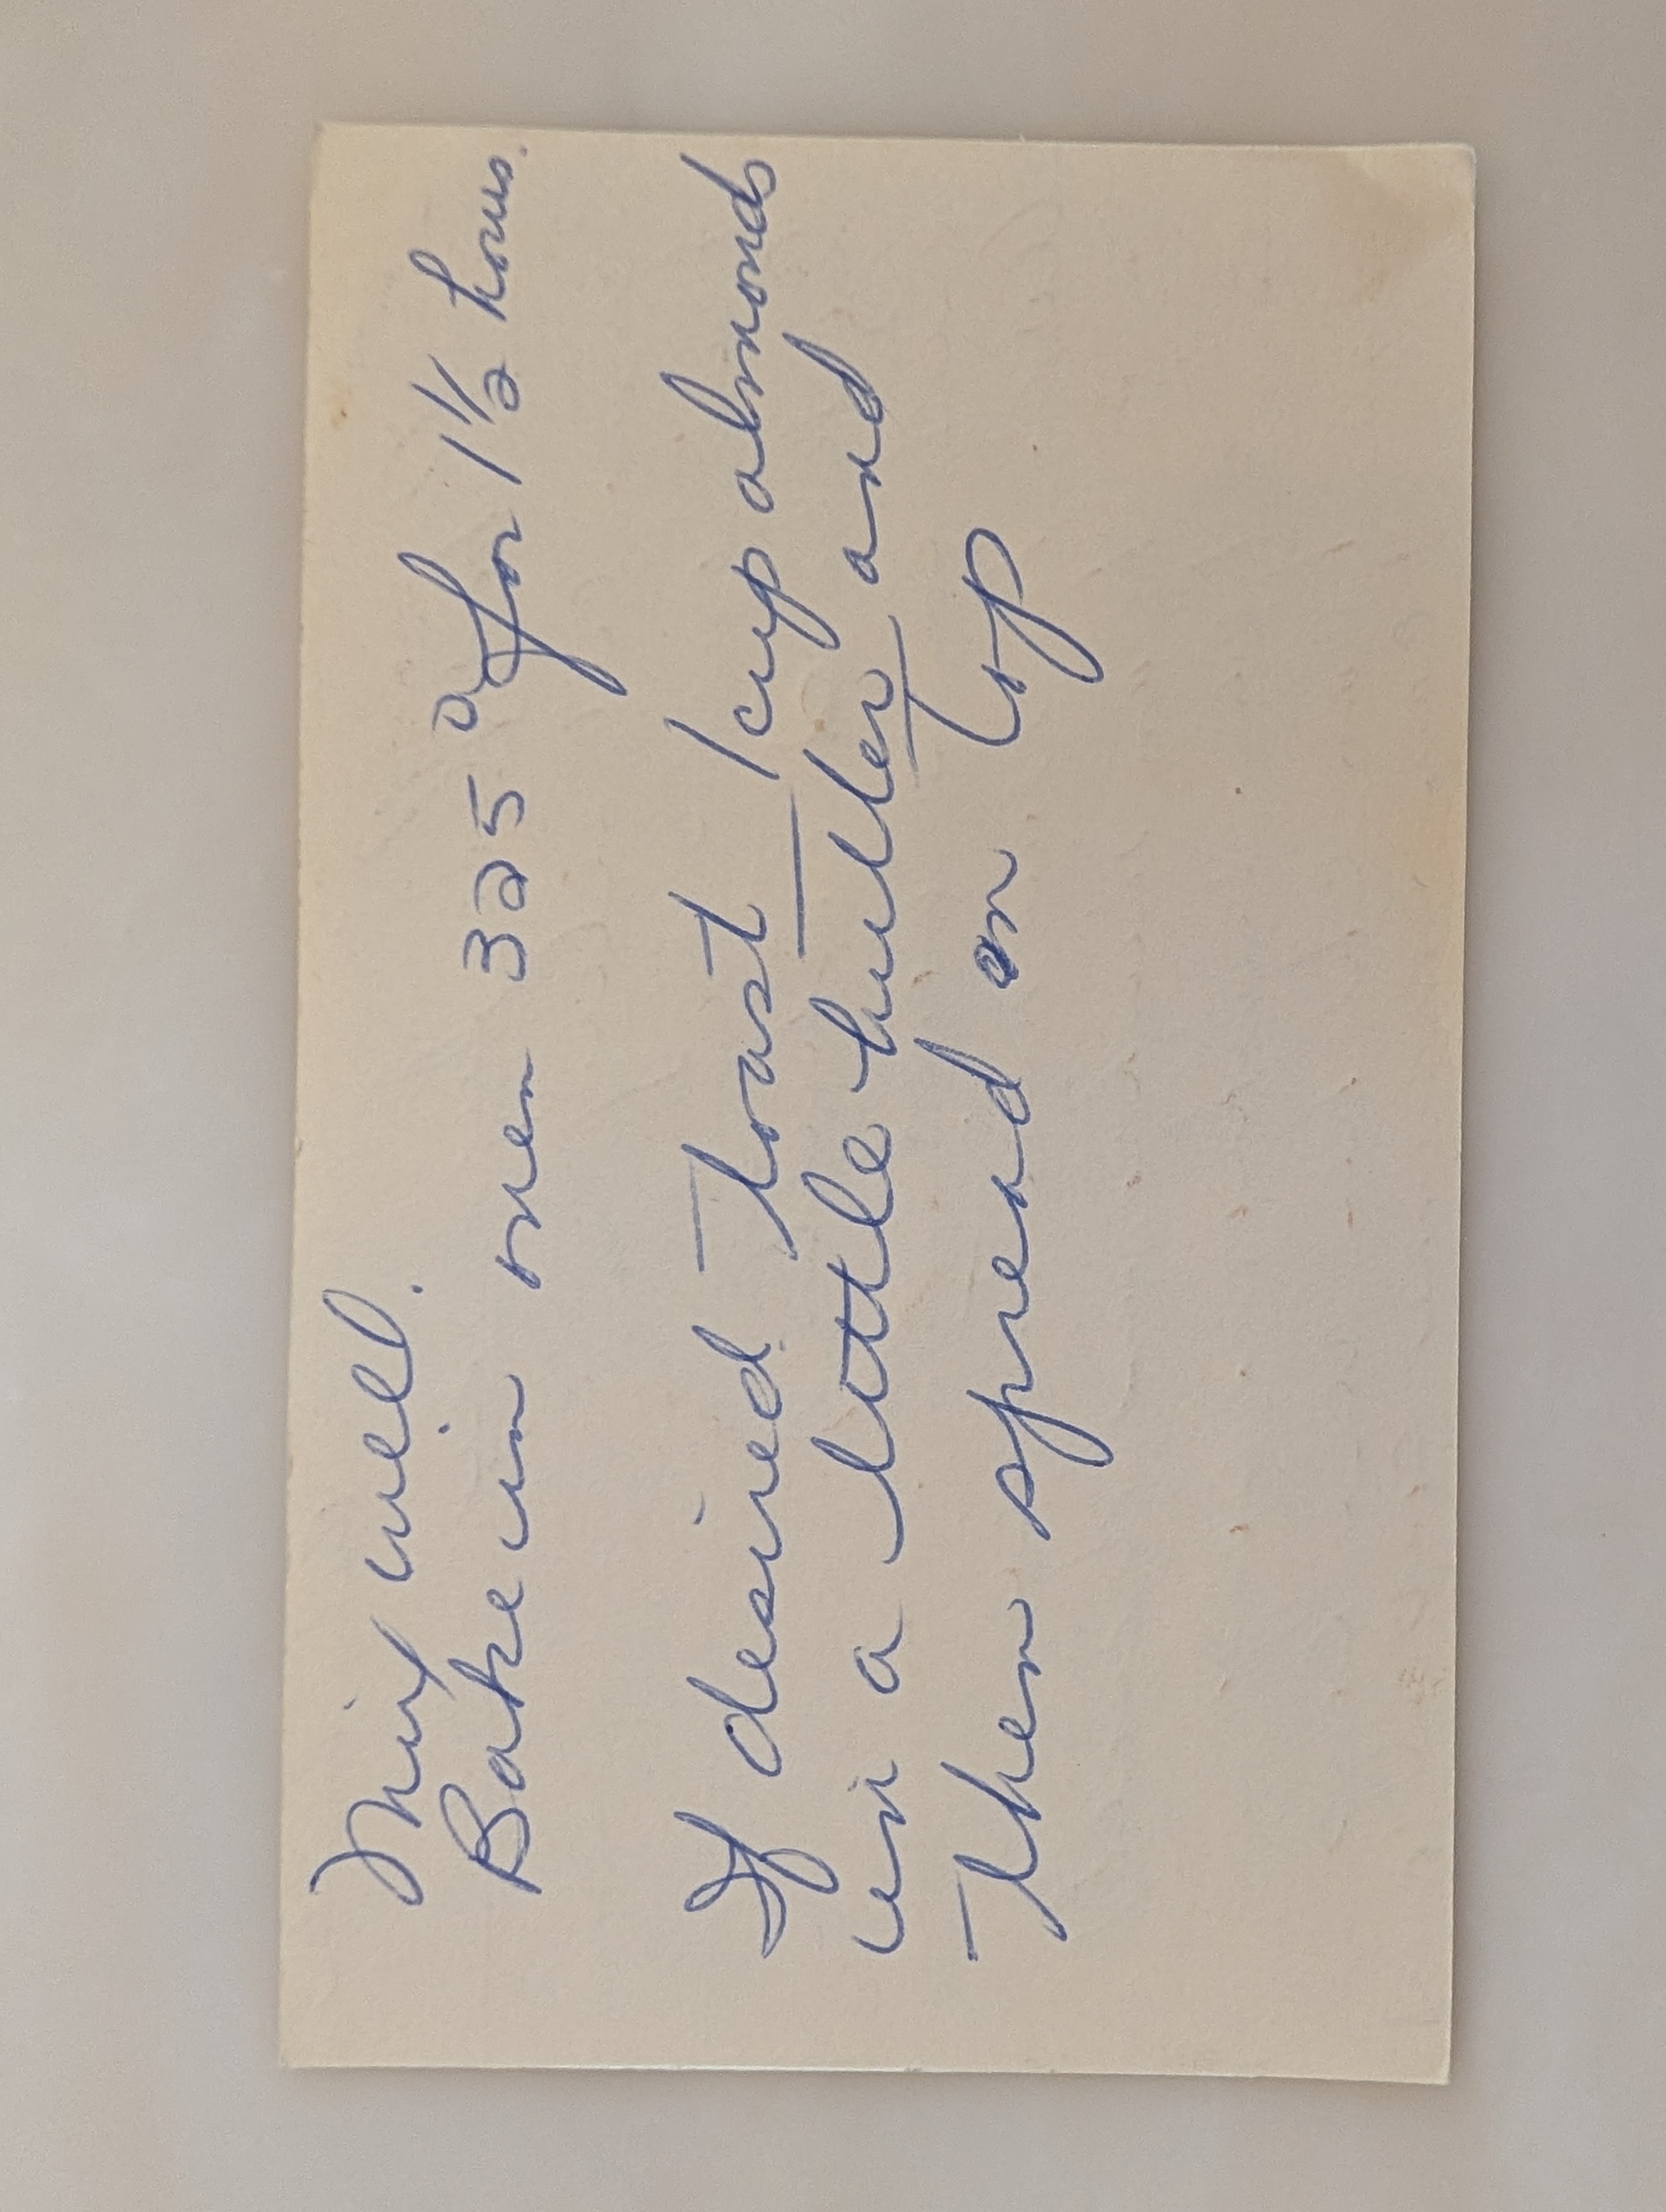 Mix well.
Bake in oven 325° for 1½ hours.
If desired toast 1 cup almonds
in a little butter and
then spread on top